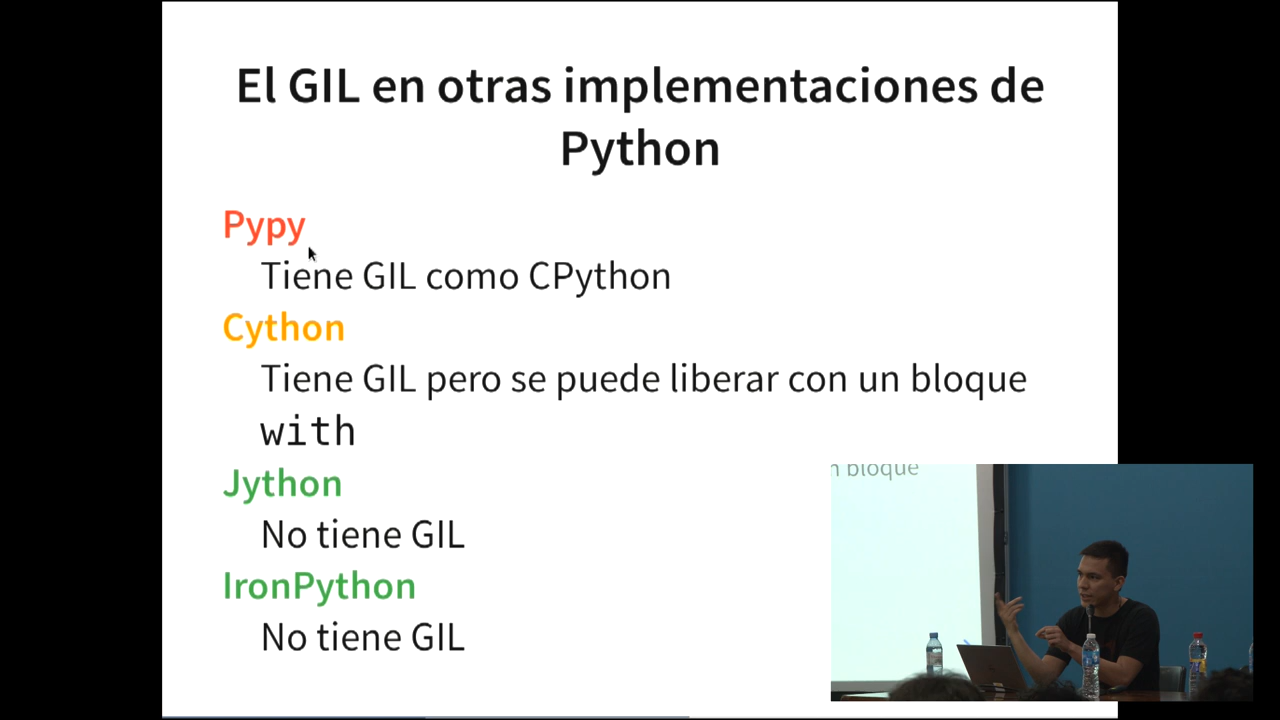 El GIL en otras implementaciones de
Python
Pypy
Tiene GIL como CPython
Cython
Tiene GIL pero se puede liberar con un bloque
with
Jython
No tiene GIL
IronPython
No tiene GIL
n bloque